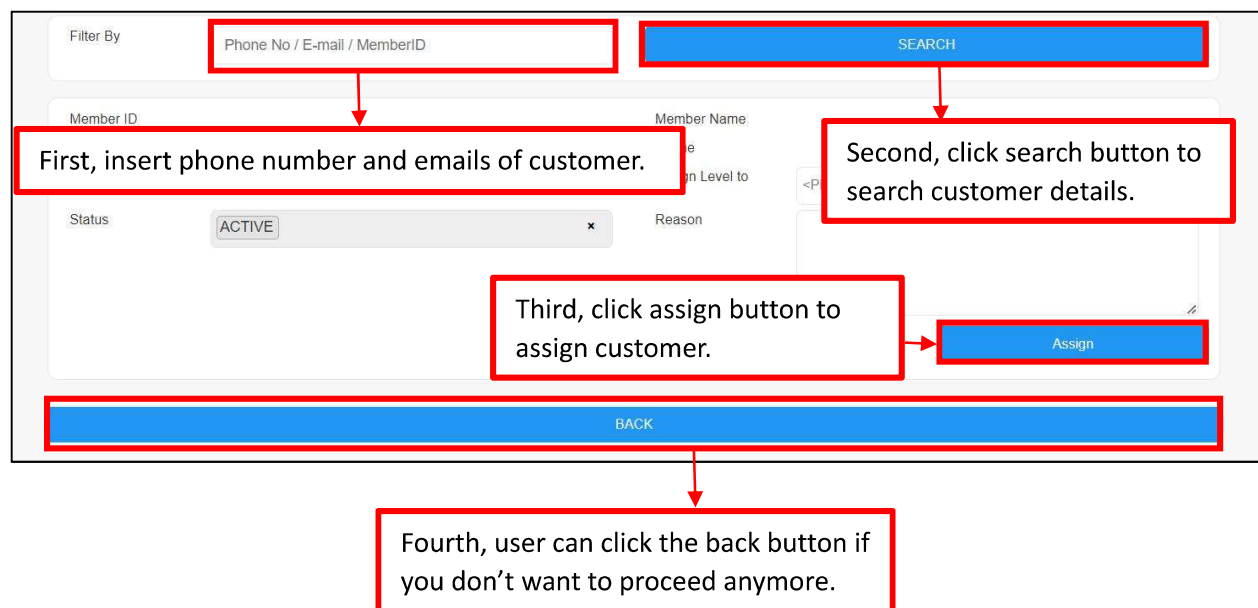 Filter By
Phone No / E-mail / MemberID
SEARCH
Member ID
Member Name
First, insert phone number and emails of customer.
Second, click search button to
search customer details.
Level to
Status
ACTIVE
×
Reason
Third, click assign button to
assign customer.
Assign
BACK
Fourth, user can click the back button if
you don’t want to proceed anymore.